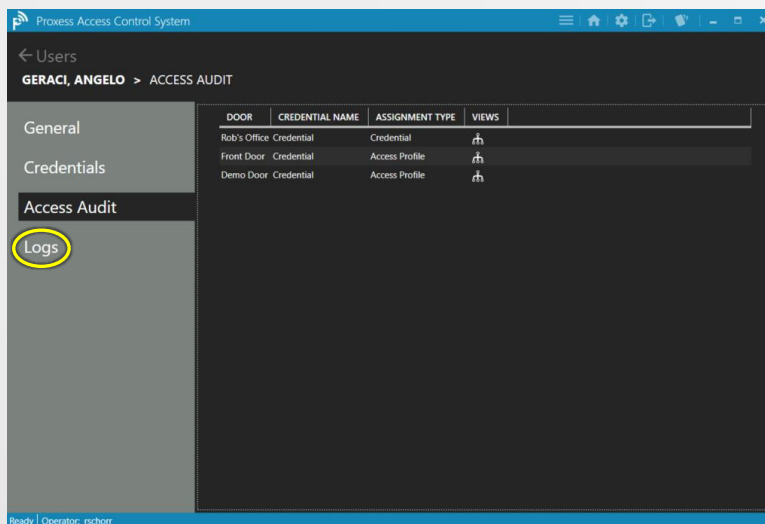 Proxess Access Control System
Users
GERACI, ANGELO > ACCESS AUDIT
General
Credentials
Access Audit
Logs
DOOR CREDENTIAL NAME ASSIGNMENT TYPE VIEWS
Rob's Office Credential Credential
Front Door Credential Access Profile
Demo Door Credential Access Profile
Ready Operator: rschorr